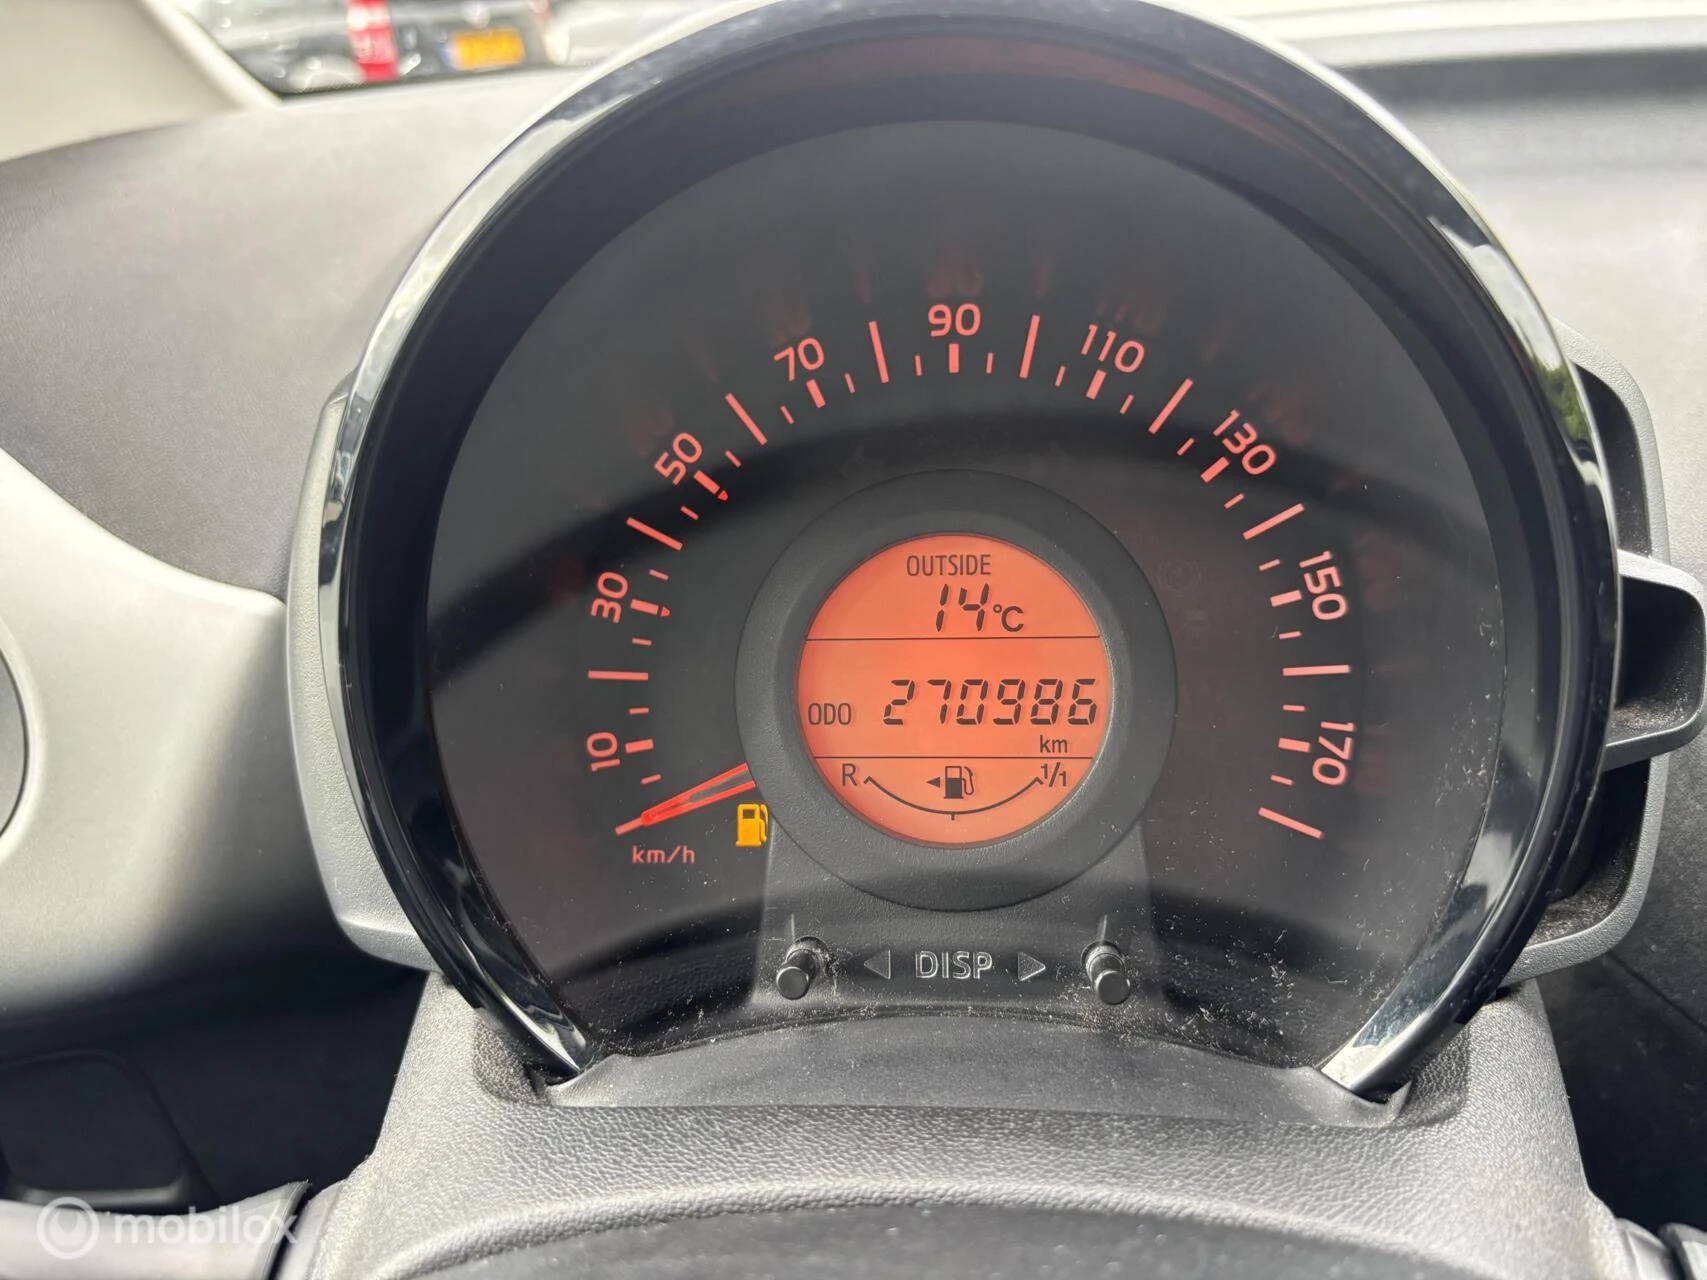 10
30
50
70
90
110
130
150
170
km/h
OUTSIDE
14°C
ODO 270986
km
R 1/1
DISP
mobilox